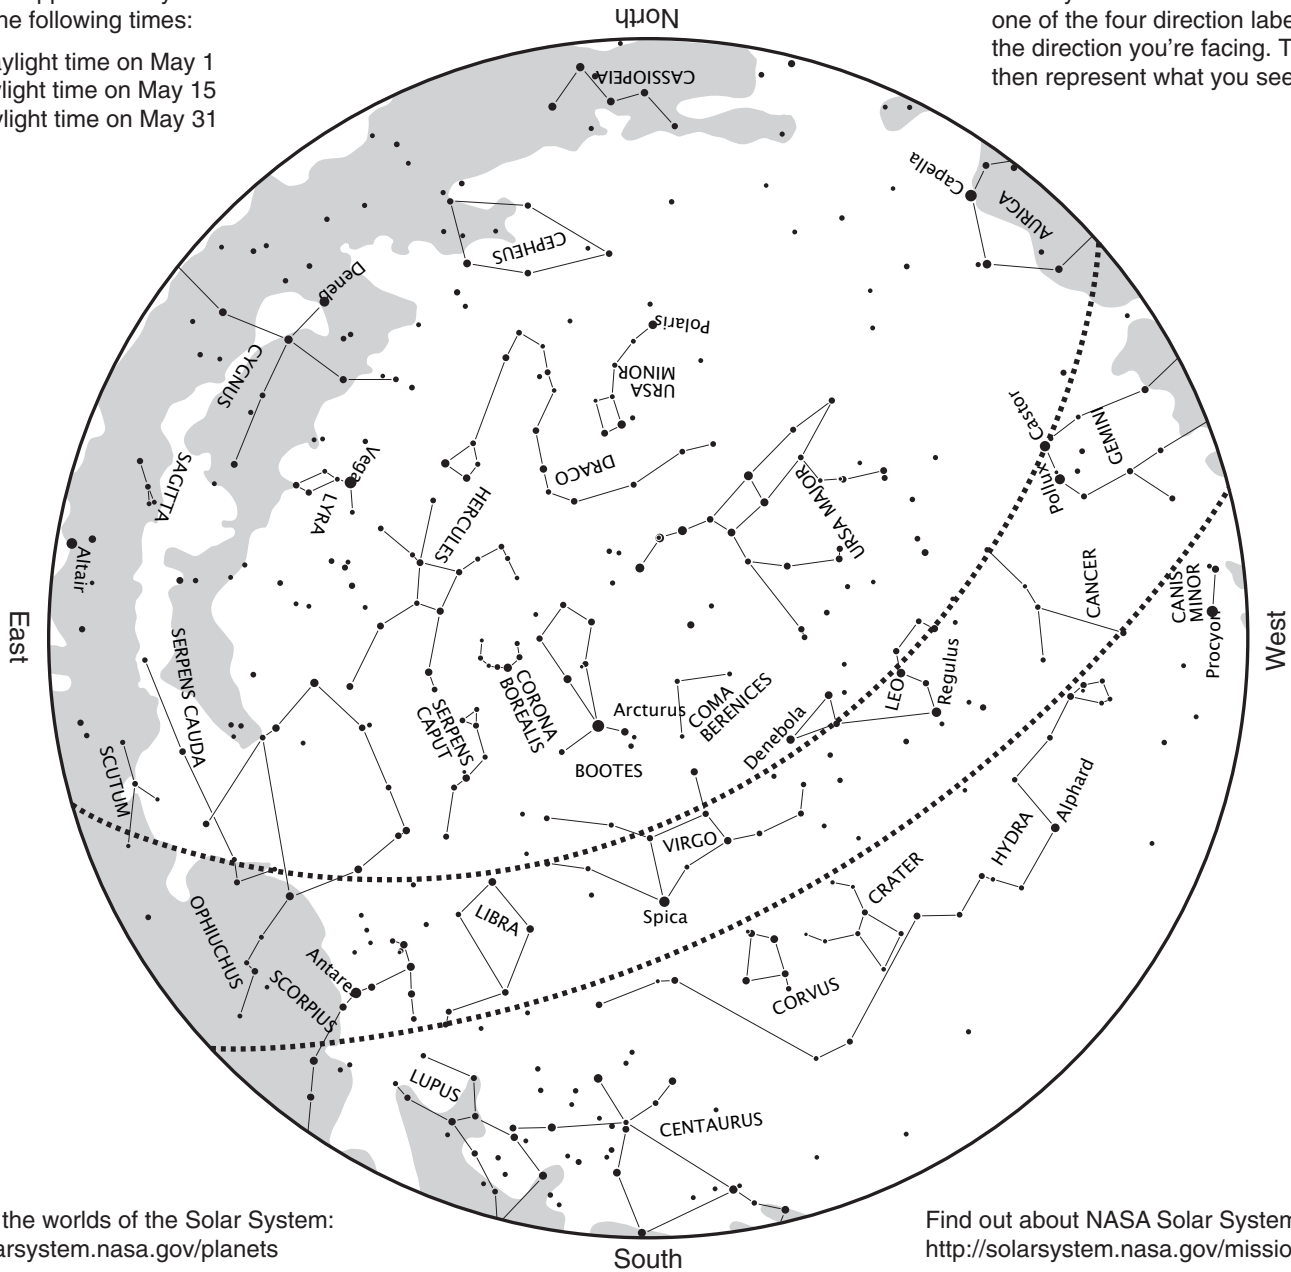 the following times:
daylight time on May 1
daylight time on May 15
daylight time on May 31
one of the four direction labe
the direction you're facing. T
then represent what you see
North
CASSIOPEIA
Capella
AURIGA
CEPHEUS
Deneb
Polaris
CYGNUS
URSA
MINOR
Castor
GEMINI
Pollux
DRACO
SAGITTA
Vega
LYRA
HERCULES
URSA MAJOR
Altair
CANCER
CANIS
MINOR
Procyon
East
West
SERPENS CAUDA
CORONA
BOREALIS
SERPENS
CAPUT
Arcturus
COMA
BERENICES
LEO
Regulus
Denebola
BOOTES
SCUTUM
VIRGO
Alphard
HYDRA
CRATER
LIBRA
Spica
OPHIUCHUS
Antares
SCORPIUS
CORVUS
LUPUS
CENTAURUS
the worlds of the Solar System:
arsystem.nasa.gov/planets
South
Find out about NASA Solar System
http://solarsystem.nasa.gov/missio